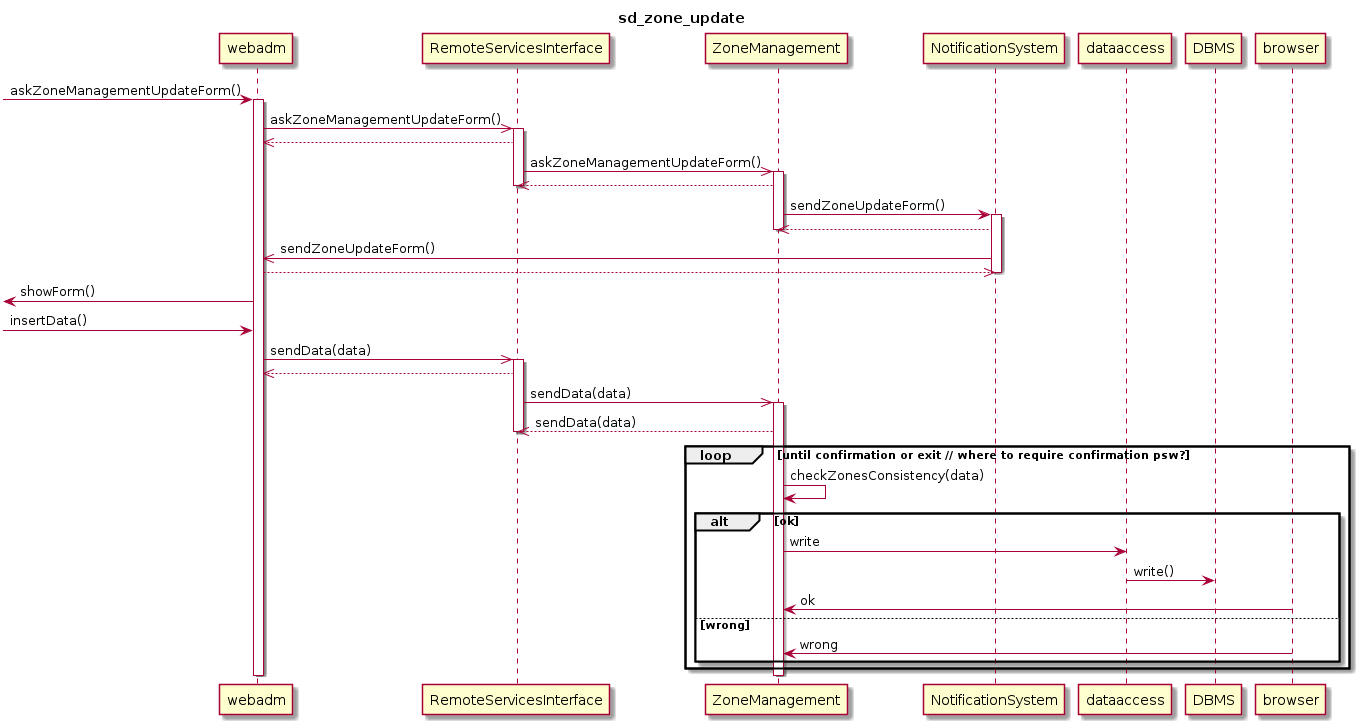 sd_zone_update
webadm RemoteServicesInterface ZoneManagement NotificationSystem dataaccess DBMS browser
askZoneManagementUpdateForm()
askZoneManagementUpdateForm()
askZoneManagementUpdateForm()
sendZoneUpdateForm()
sendZoneUpdateForm()
showForm()
insertData()
sendData(data)
sendData(data)
sendData(data)
loop [until confirmation or exit // where to require confirmation psw?]
checkZonesConsistency(data)
alt [ok]
write
write()
ok
[wrong]
wrong
webadm RemoteServicesInterface ZoneManagement NotificationSystem dataaccess DBMS browser